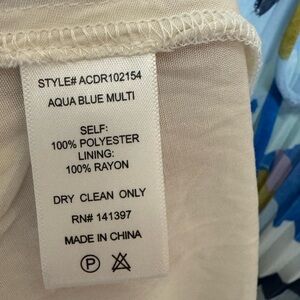 STYLE# ACDR102154
AQUA BLUE MULTI
SELF:
100% POLYESTER
LINING:
100% RAYON
DRY CLEAN ONLY
RN# 141397
MADE IN CHINA
P